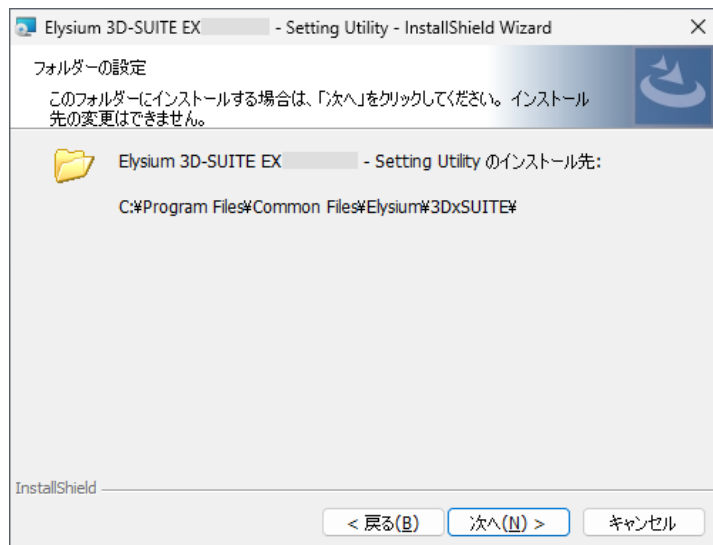 Elysium 3D-SUITE EX - Setting Utility - InstallShield Wizard
フォルダーの設定
このフォルダーにインストールする場合は、「次へ」をクリックしてください。インストール
先の変更はできません。
Elysium 3D-SUITE EX - Setting Utility のインストール先:
C:¥Program Files¥Common Files¥Elysium¥3DxSUITE¥
InstallShield
< 戻る(B)
次へ(N) >
キャンセル